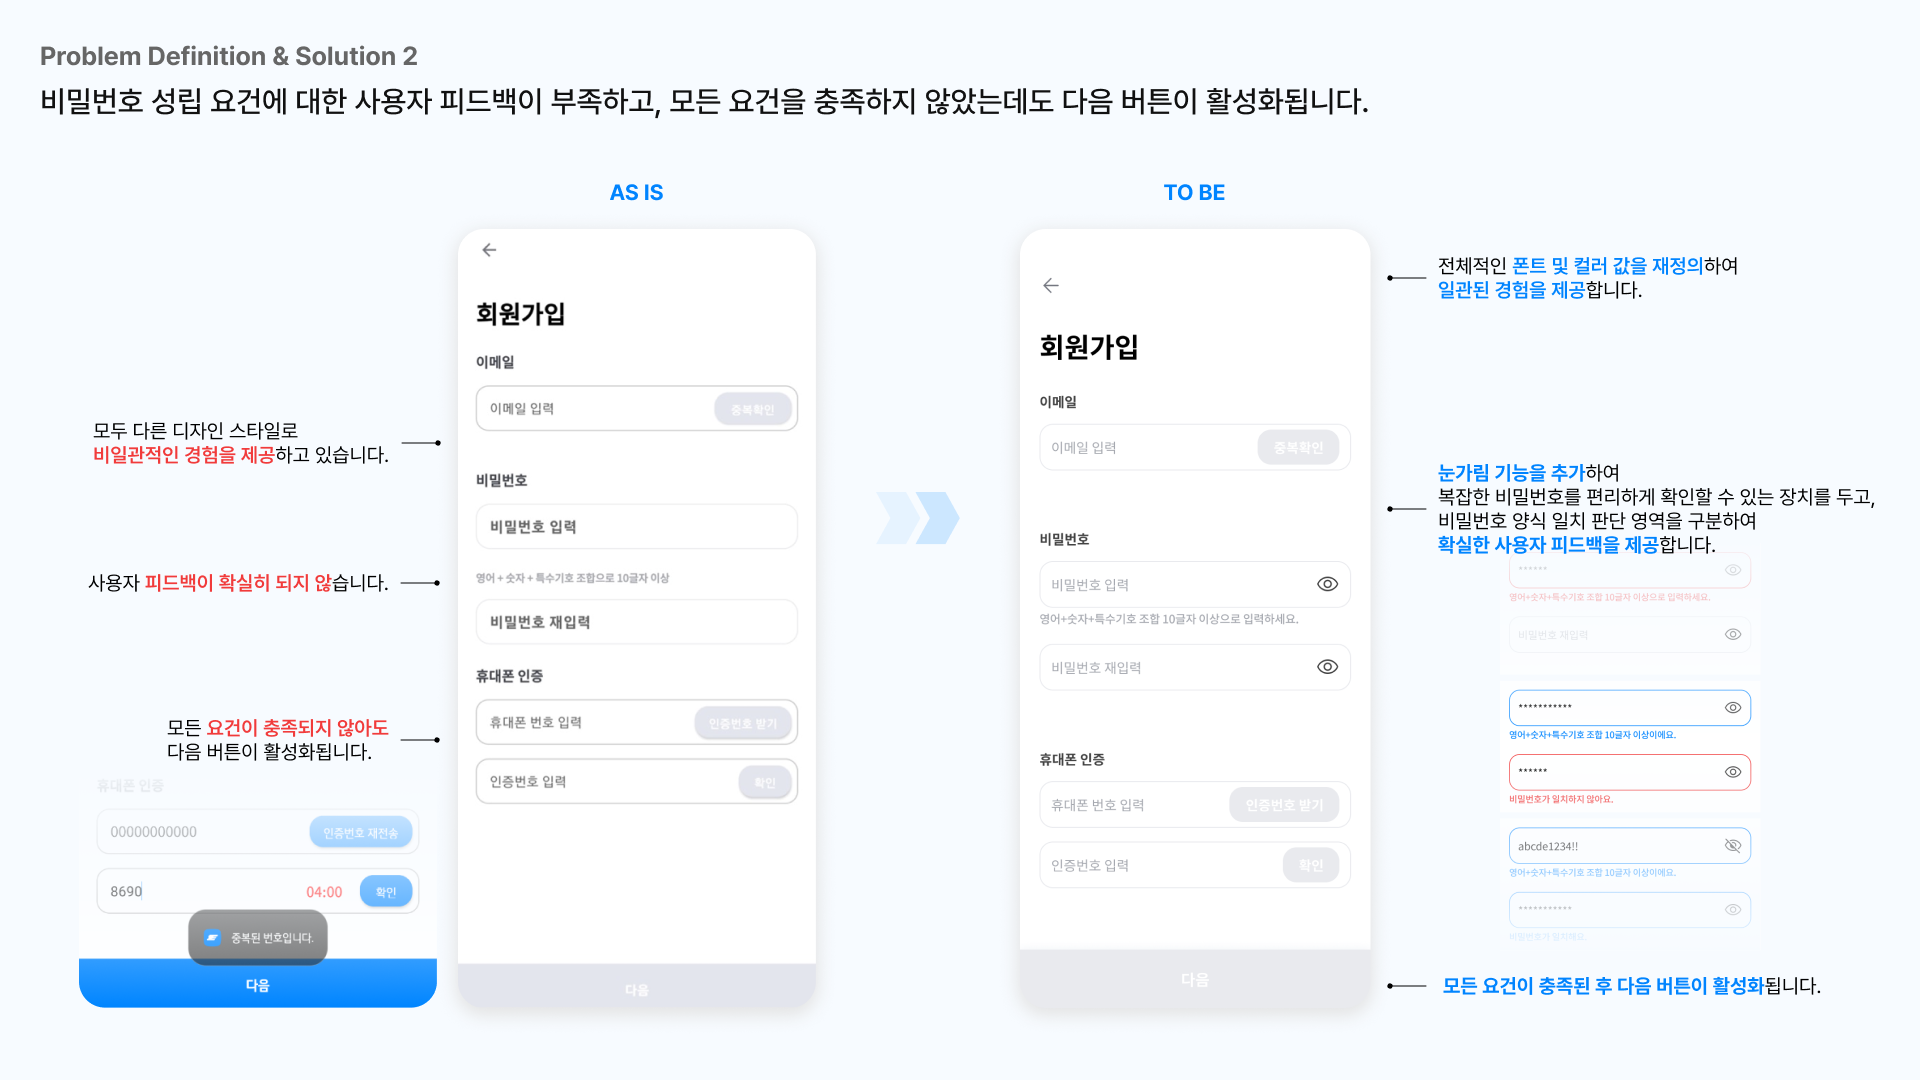 Problem Definition & Solution 2
비밀번호 성립 요건에 대한 사용자 피드백이 부족하고, 모든 요건을 충족하지 않았는데도 다음 버튼이 활성화됩니다.
AS IS
모두 다른 디자인 스타일로
비일관적인 경험을 제공하고 있습니다.
사용자 피드백이 확실히 되지 않습니다.
모든 요건이 충족되지 않아도
다음 버튼이 활성화됩니다.
휴대폰 인증
00000000000
인증번호 재전송
8690
04:00
확인
중복된 번호입니다.
다음
회원가입
이메일
이메일 입력
중복확인
비밀번호
비밀번호 입력
영어 + 숫자 + 특수기호 조합으로 10글자 이상
비밀번호 재입력
휴대폰 인증
휴대폰 번호 입력
인증번호 받기
인증번호 입력
확인
다음
TO BE
회원가입
이메일
이메일 입력
중복확인
비밀번호
비밀번호 입력
영어+숫자+특수기호 조합 10글자 이상으로 입력하세요.
비밀번호 재입력
휴대폰 인증
휴대폰 번호 입력
인증번호 받기
인증번호 입력
확인
다음
전체적인 폰트 및 컬러 값을 재정의하여
일관된 경험을 제공합니다.
눈가림 기능을 추가하여
복잡한 비밀번호를 편리하게 확인할 수 있는 장치를 두고,
비밀번호 양식 일치 판단 영역을 구분하여
확실한 사용자 피드백을 제공합니다.
******
영어+숫자+특수기호 조합 10글자 이상으로 입력하세요.
비밀번호 재입력
***********
영어+숫자+특수기호 조합 10글자 이상이에요.
******
비밀번호가 일치하지 않아요.
abcde1234!!
영어+숫자+특수기호 조합 10글자 이상이에요.
***********
비밀번호가 일치해요.
모든 요건이 충족된 후 다음 버튼이 활성화됩니다.